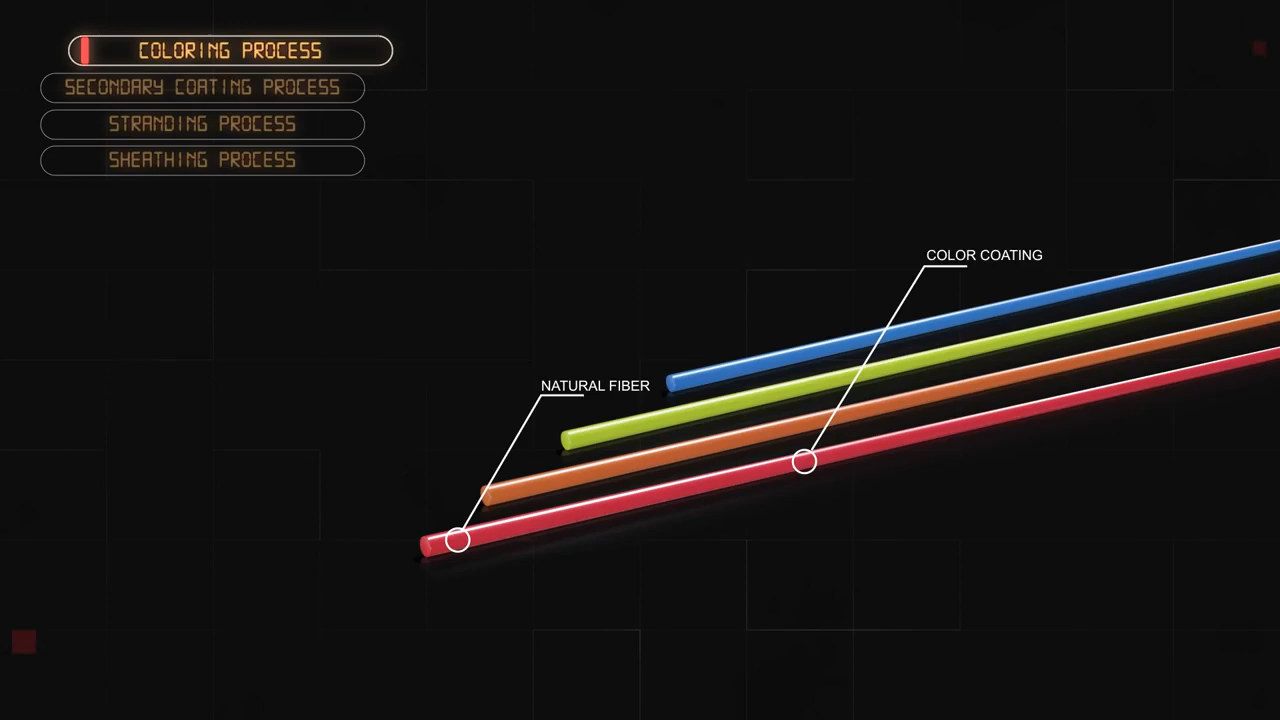 COLORING PROCESS
SECONDARY COATING PROCESS
STRANDING PROCESS
SHEATHING PROCESS
COLOR COATING
NATURAL FIBER